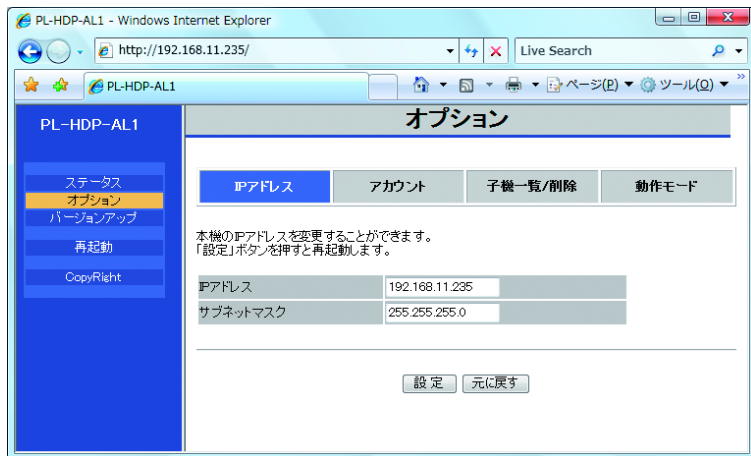 PL-HDP-AL1 - Windows Internet Explorer
http://192.168.11.235/
Live Search
PL-HDP-AL1
ページ(P)
ツール(O)
»
PL-HDP-AL1
オプション
ステータス
オプション
バージョンアップ
再起動
CopyRight
IPアドレス
アカウント
子機一覧/削除
動作モード
本機のIPアドレスを変更することができます。
「設定」ボタンを押すと再起動します。
IPアドレス 192.168.11.235
サブネットマスク 255.255.255.0
設定 元に戻す